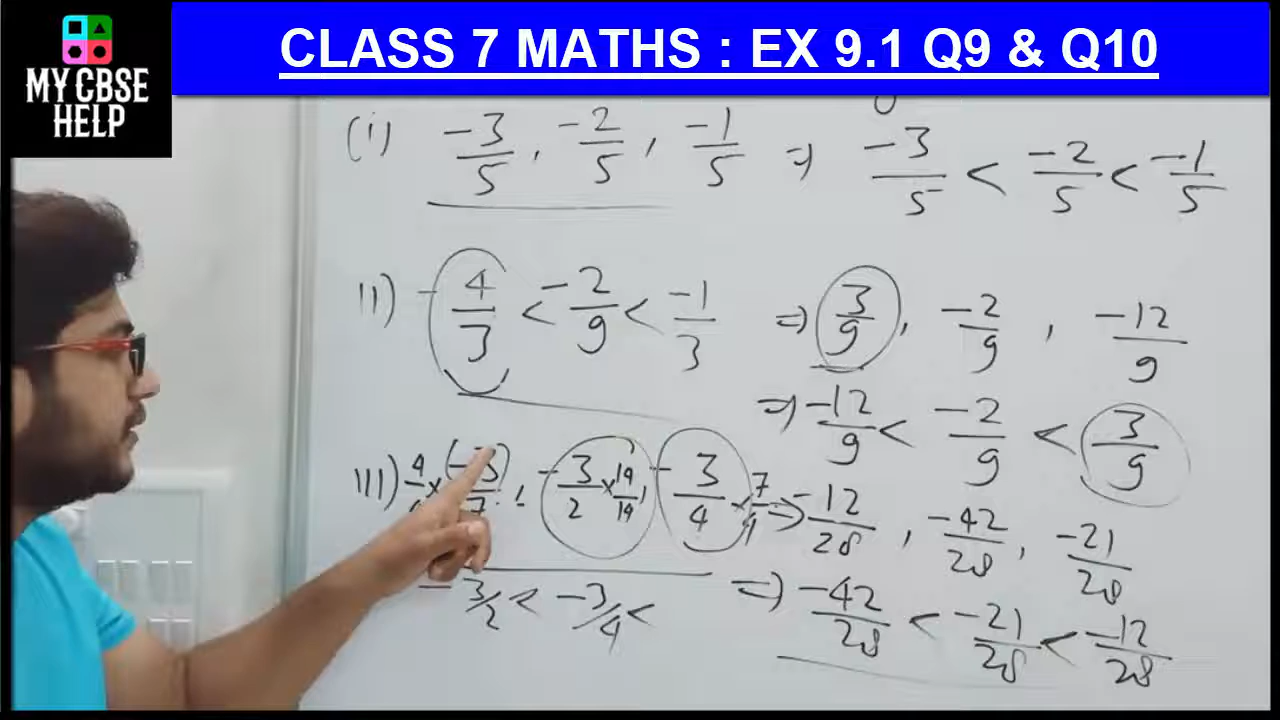 CLASS 7 MATHS : EX 9.1 Q9 & Q10
MY CBSE
HELP
(i) -3/5, -2/5, -1/5 => -3/5 < -2/5 < -1/5
ii) -4/3 < -2/9 < -1/3 => 3/9, -2/9, -12/9
=> -12/9 < -2/9 < 3/9
iii) (-3)/7, -3/2 × 14/14, -3/4 × 7 => -12/28, -42/28, -21/28
-3/2 < -3/4 <
=> -42/28 < -21/28 < -12/28